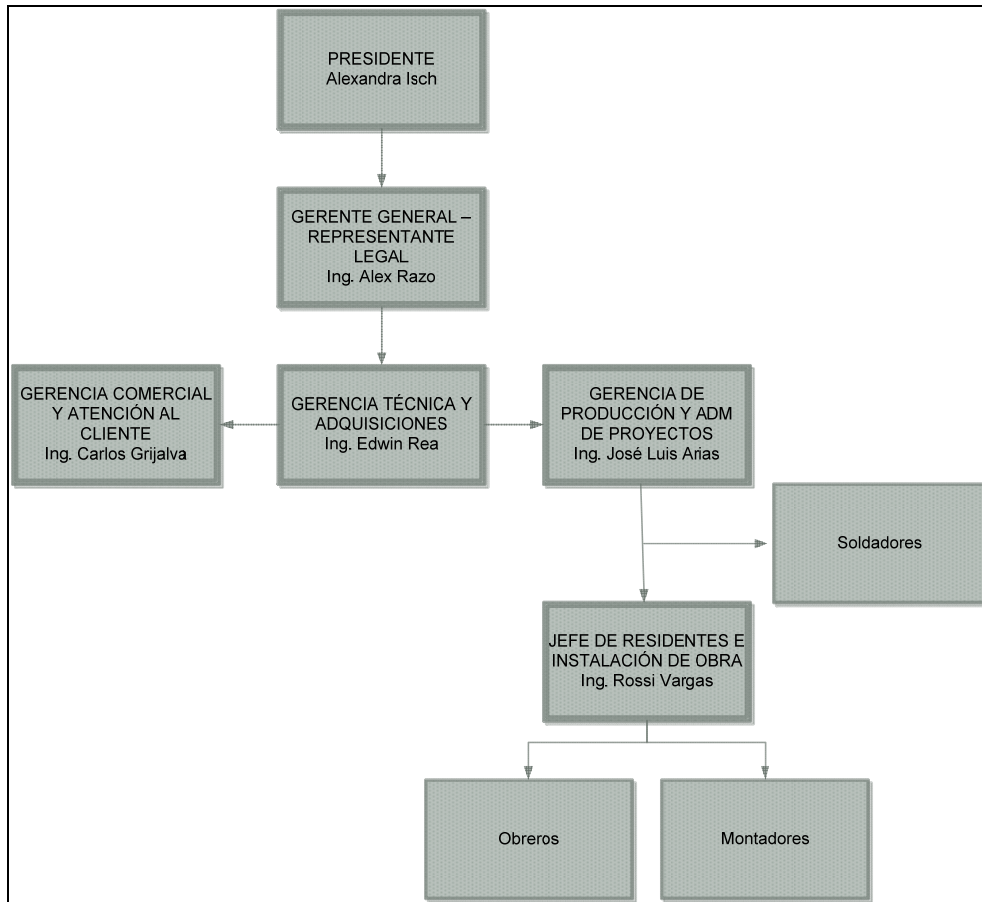 PRESIDENTE
Alexandra Isch
GERENTE GENERAL –
REPRESENTANTE
LEGAL
Ing. Alex Razo
GERENCIA COMERCIAL
Y ATENCIÓN AL
CLIENTE
Ing. Carlos Grijalva
GERENCIA TÉCNICA Y
ADQUISICIONES
Ing. Edwin Rea
GERENCIA DE
PRODUCCIÓN Y ADM
DE PROYECTOS
Ing. José Luis Arias
Soldadores
JEFE DE RESIDENTES E
INSTALACIÓN DE OBRA
Ing. Rossi Vargas
Obreros
Montadores